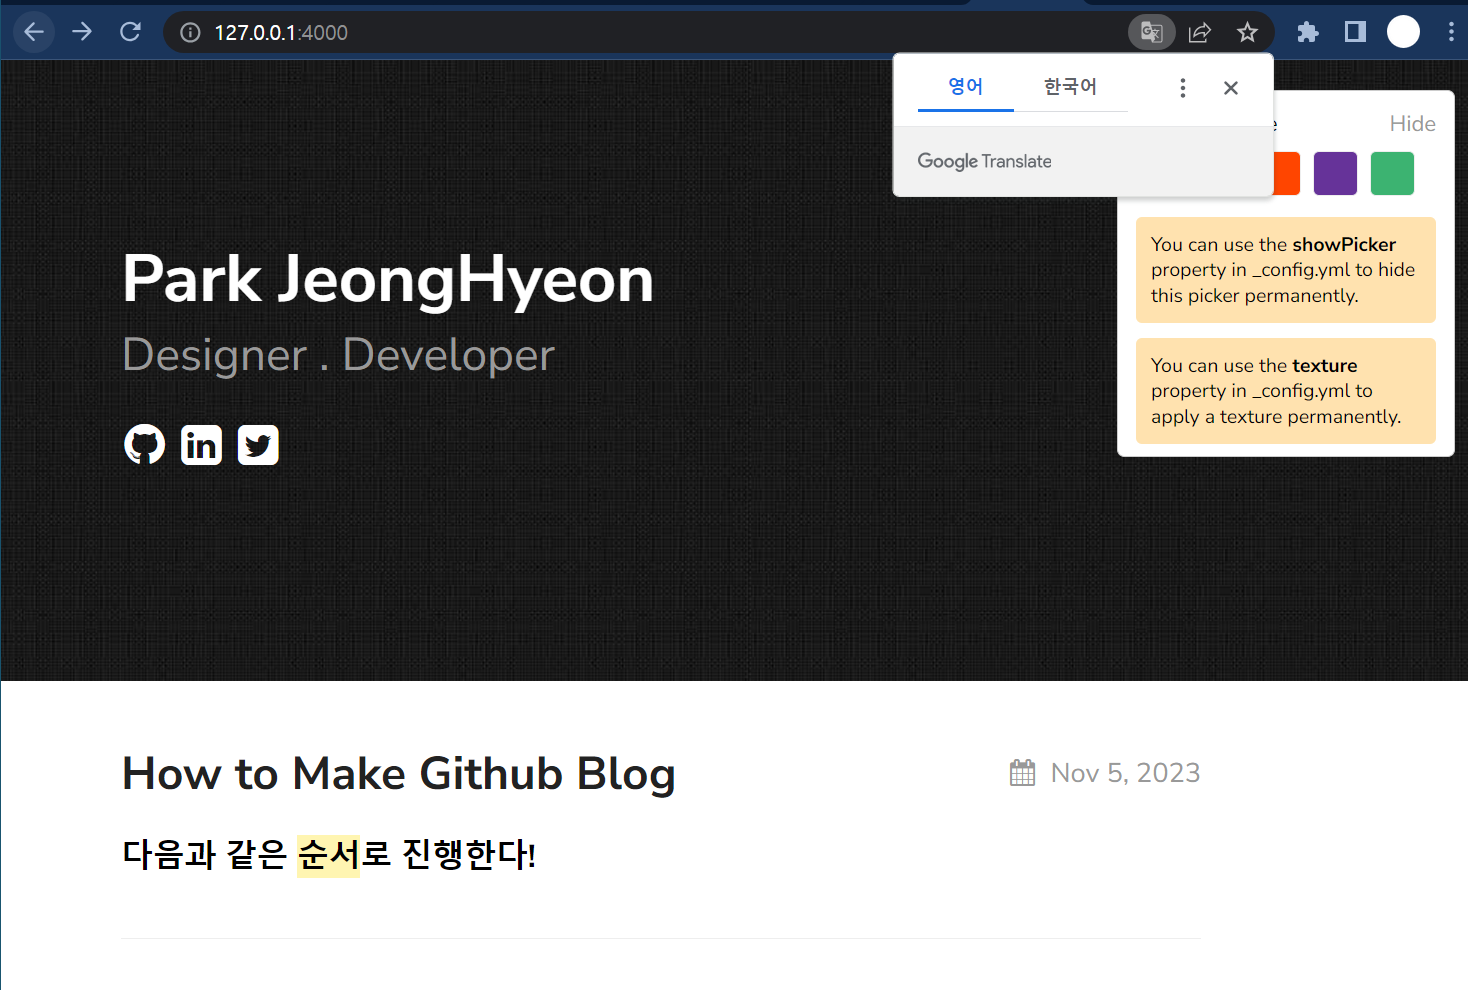 127.0.0.1:4000
영어
한국어
Google Translate
Hide
You can use the showPicker
property in _config.yml to hide
this picker permanently.
You can use the texture
property in _config.yml to
apply a texture permanently.
Park JeongHyeon
Designer . Developer
in
How to Make Github Blog
Nov 5, 2023
다음과 같은 순서로 진행한다!